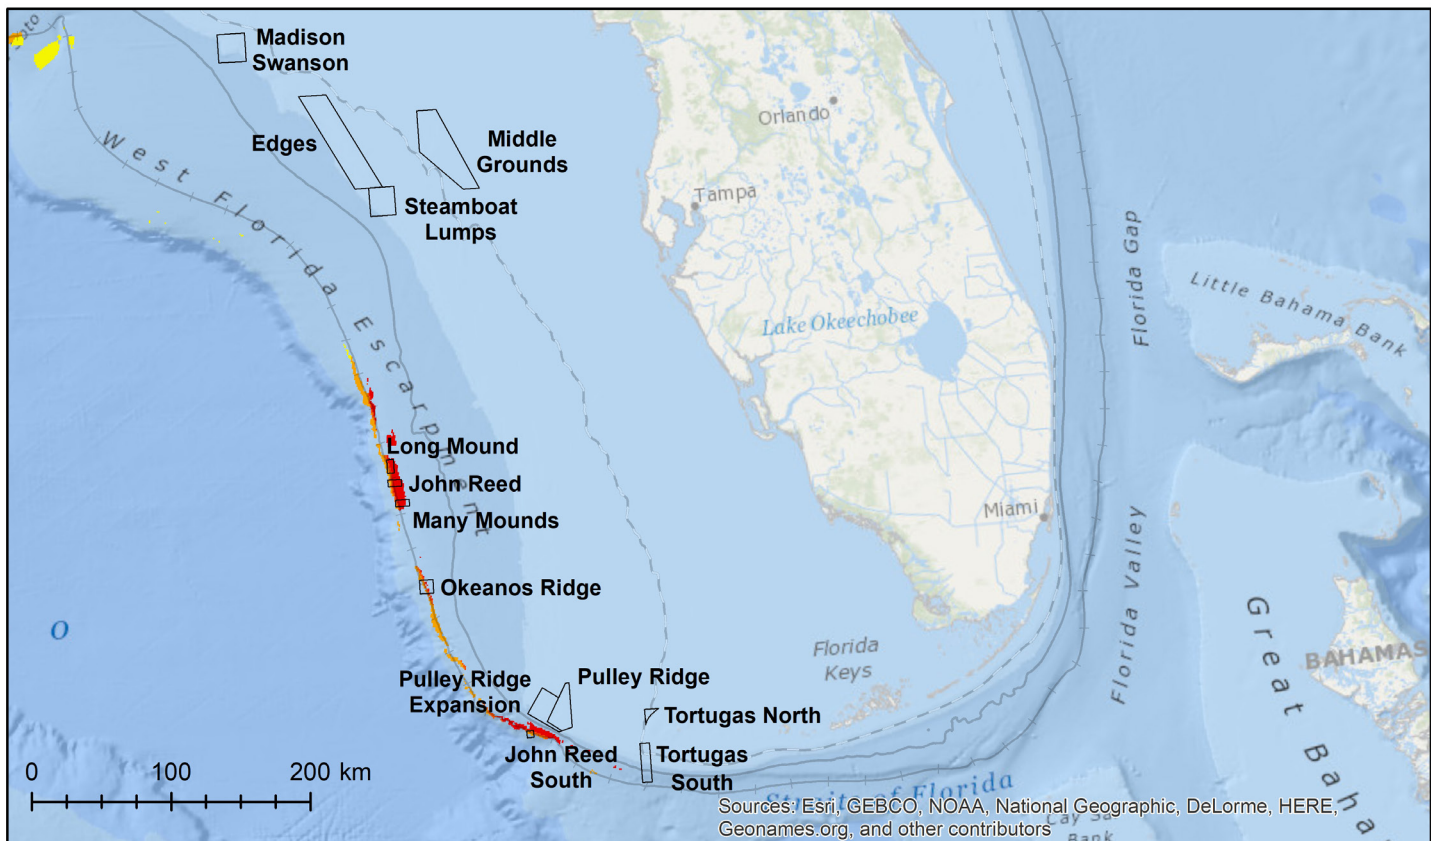 Madison
Swanson
Edges
Middle
Grounds
Steamboat
Lumps
West Florida Escarpment
Orlando
Tampa
Lake Okeechobee
Miami
Florida Gap
Little Bahama Bank
Florida Valley
Great Baha
BAHAMAS
Long Mound
John Reed
Many Mounds
Okeanos Ridge
O
Florida
Keys
Pulley Ridge
Expansion
Pulley Ridge
Tortugas North
John Reed
South
Tortugas
South
0 100 200 km
Straits of Florida
Sources: Esri, GEBCO, NOAA, National Geographic, DeLorme, HERE,
Geonames.org, and other contributors
Bank